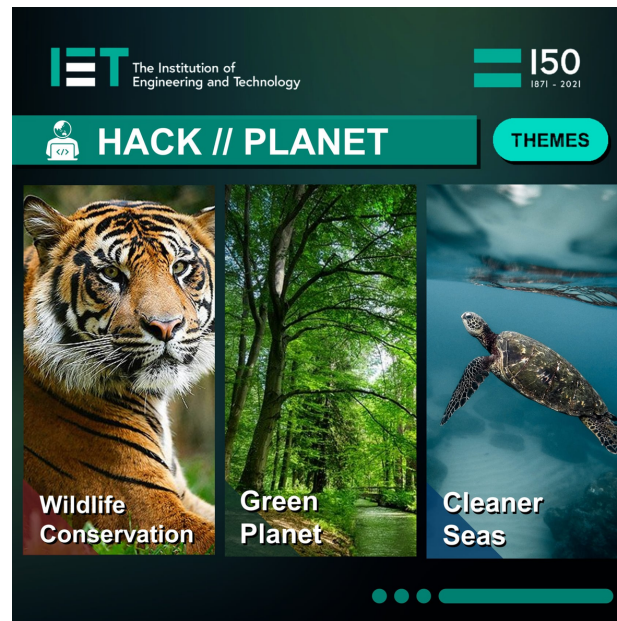 IET The Institution of
Engineering and Technology
150
1871 - 2021
</> HACK // PLANET
THEMES
Wildlife
Conservation
Green
Planet
Cleaner
Seas